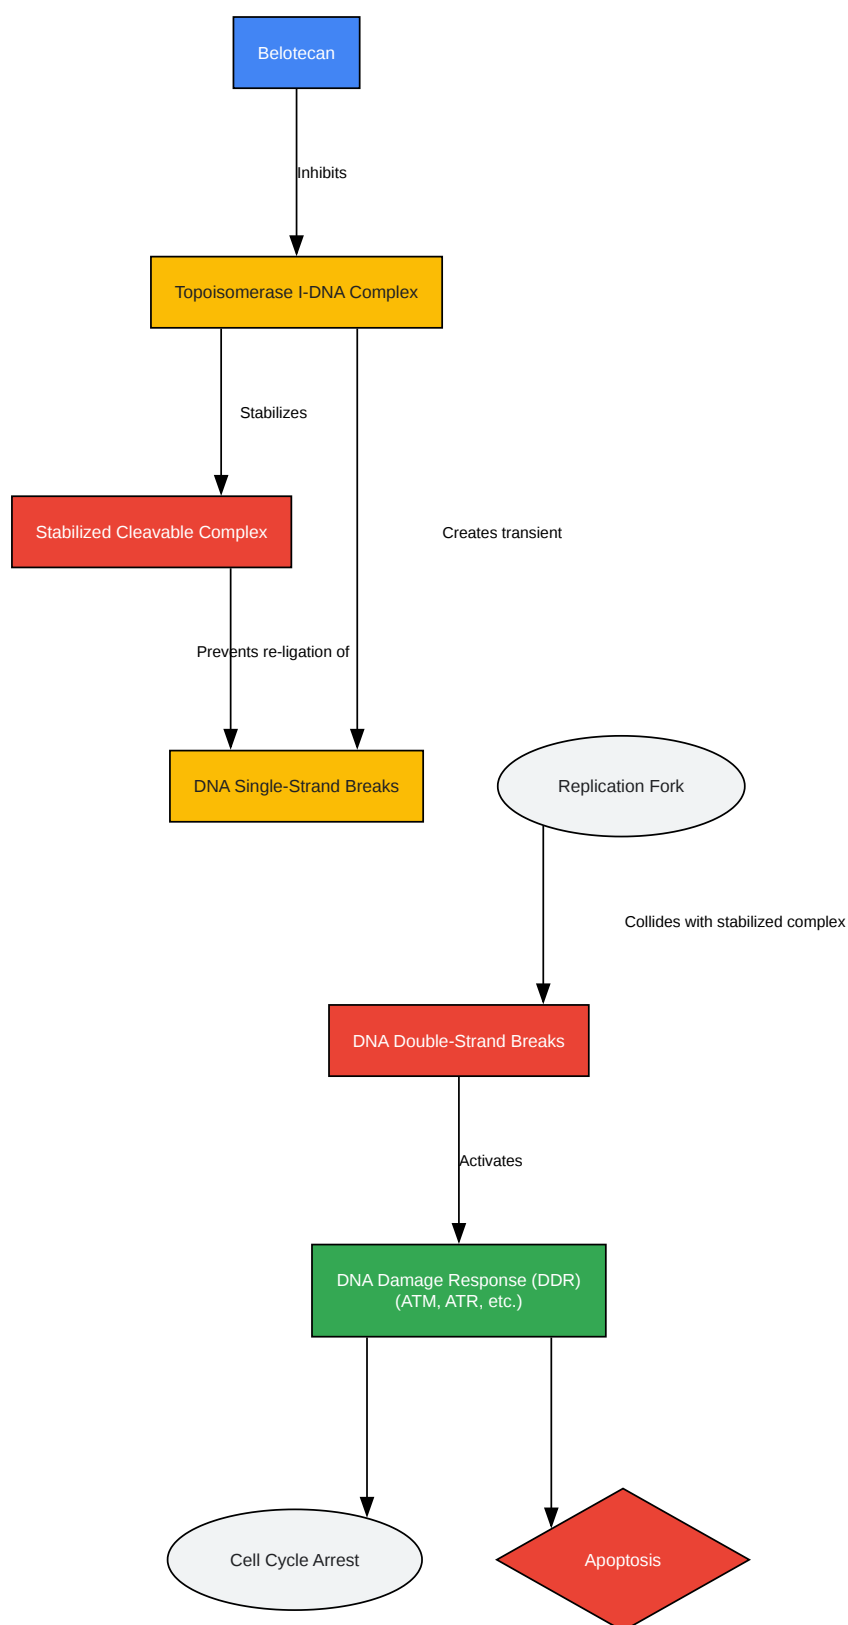 Belotecan
Inhibits
Topoisomerase I-DNA Complex
Stabilizes
Stabilized Cleavable Complex
Creates transient
Prevents re-ligation of
DNA Single-Strand Breaks
Replication Fork
Collides with stabilized complex
DNA Double-Strand Breaks
Activates
DNA Damage Response (DDR)
(ATM, ATR, etc.)
Cell Cycle Arrest
Apoptosis